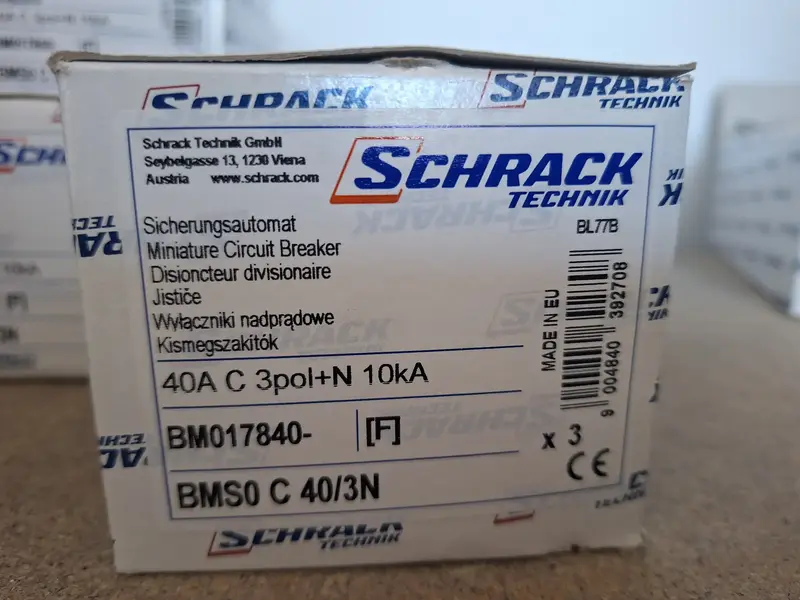 SCHRACK
SCHRACK
TECHNIK
Schrack Technik GmbH
Seybelgasse 13, 1230 Viena
Austria www.schrack.com
SCHRACK
TECHNIK
BL77B
Sicherungsautomat
Miniature Circuit Breaker
Disioncteur divisionaire
Jističe
Wyłączniki nadprądowe
Kismegszakítók
MADE IN EU
9 004840 392708
40A C 3pol+N 10kA
BM017840-
[F]
x 3
CE
BMS0 C 40/3N
SCHRACK
TECHNIK